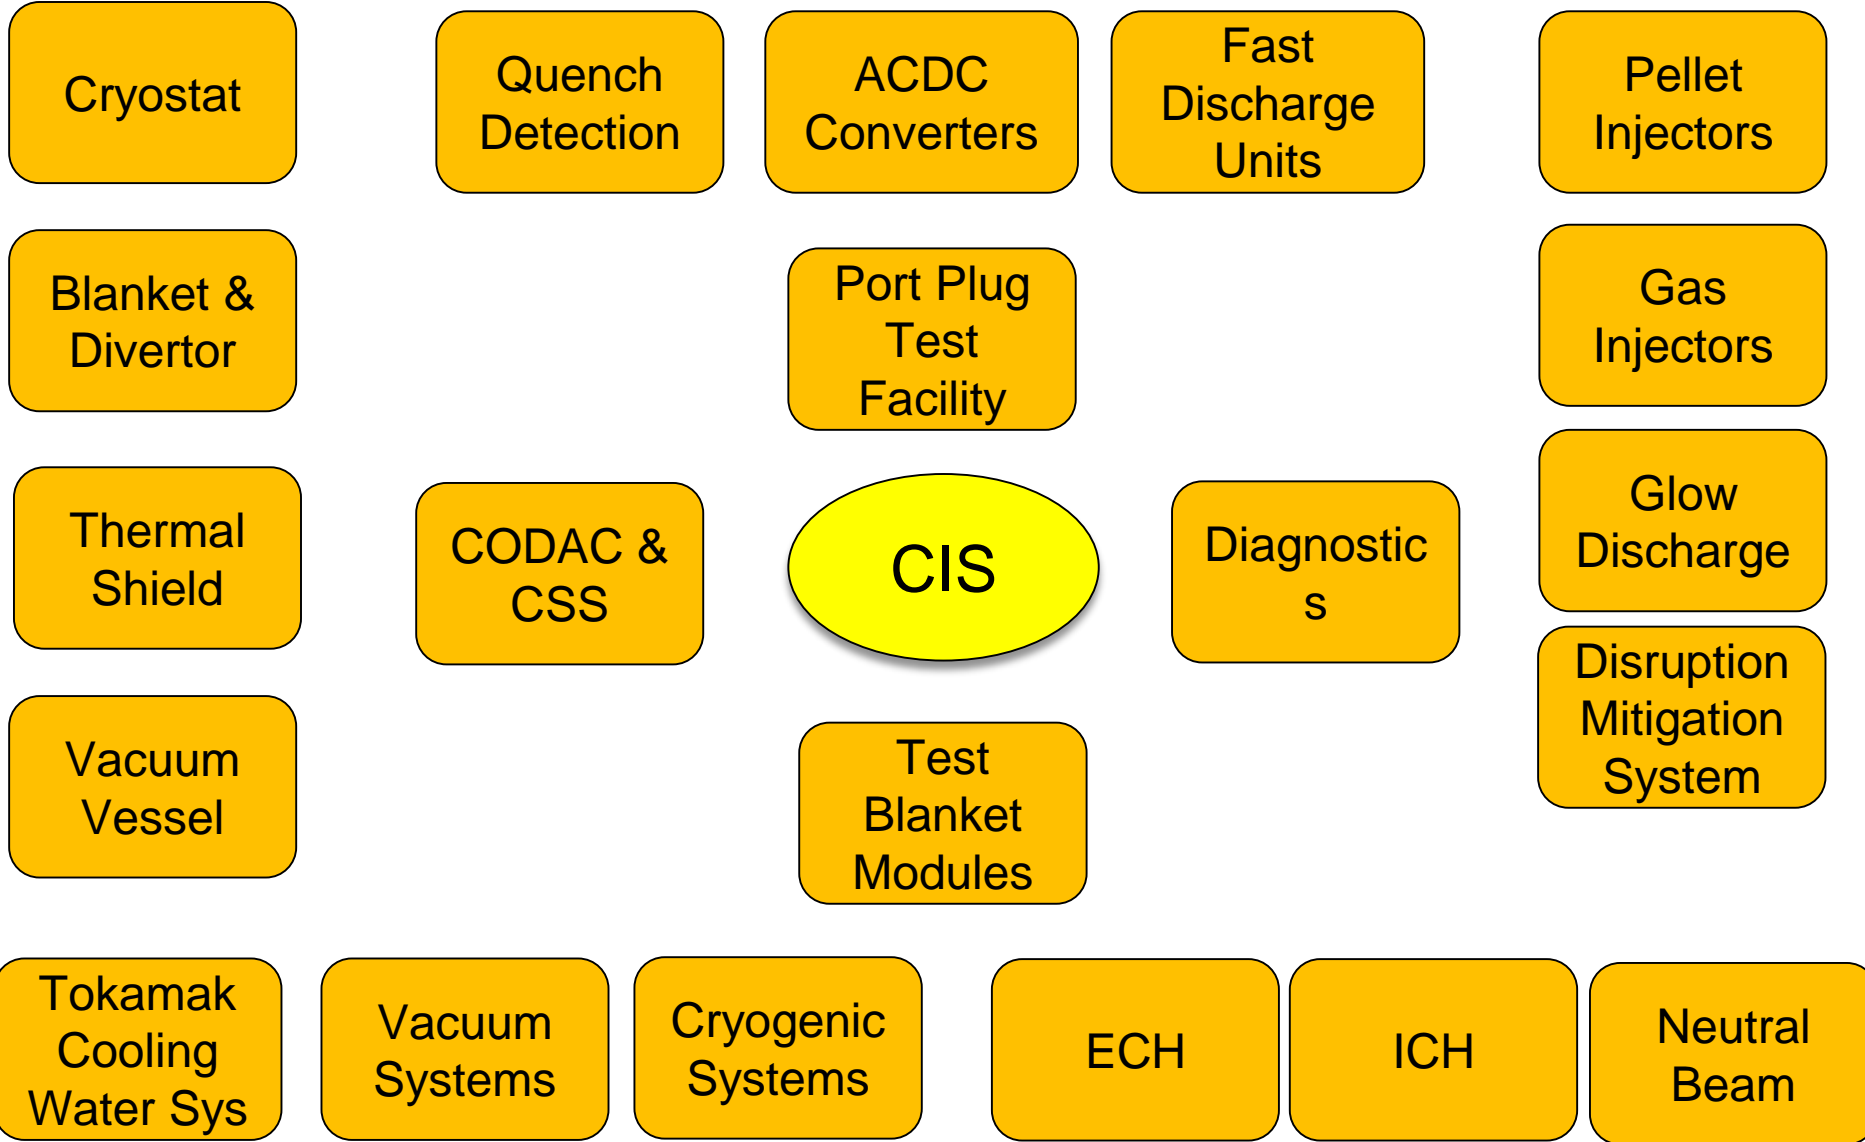 Cryostat
Quench
Detection
ACDC
Converters
Fast
Discharge
Units
Pellet
Injectors
Blanket &
Divertor
Port Plug
Test
Facility
Gas
Injectors
Thermal
Shield
CODAC &
CSS
CIS
Diagnostic
s
Glow
Discharge
Disruption
Mitigation
System
Vacuum
Vessel
Test
Blanket
Modules
Tokamak
Cooling
Water Sys
Vacuum
Systems
Cryogenic
Systems
ECH
ICH
Neutral
Beam